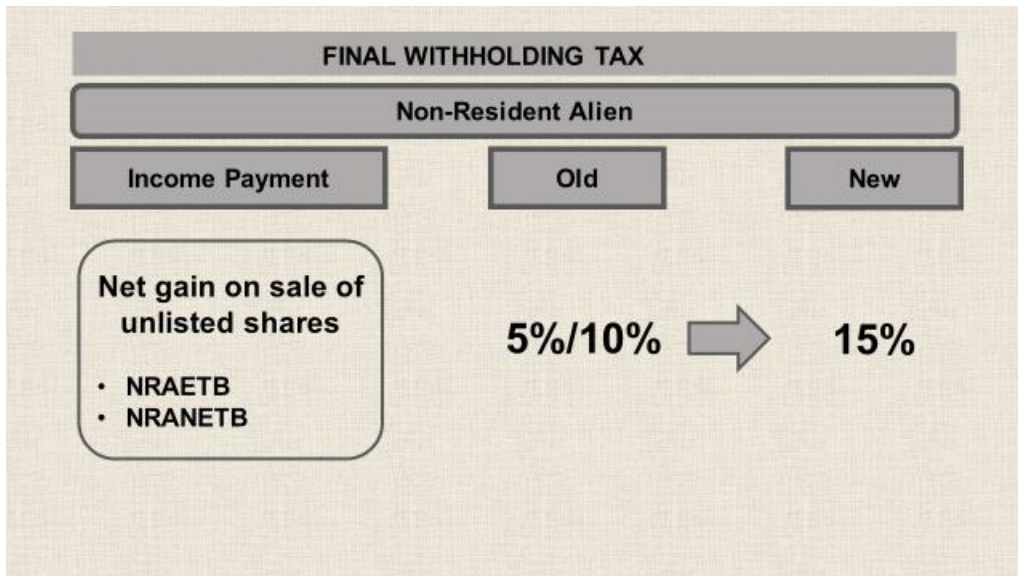 FINAL WITHHOLDING TAX
Non-Resident Alien
Income Payment
Old
New
Net gain on sale of
unlisted shares
• NRAETB
• NRANETB
5%/10%
15%